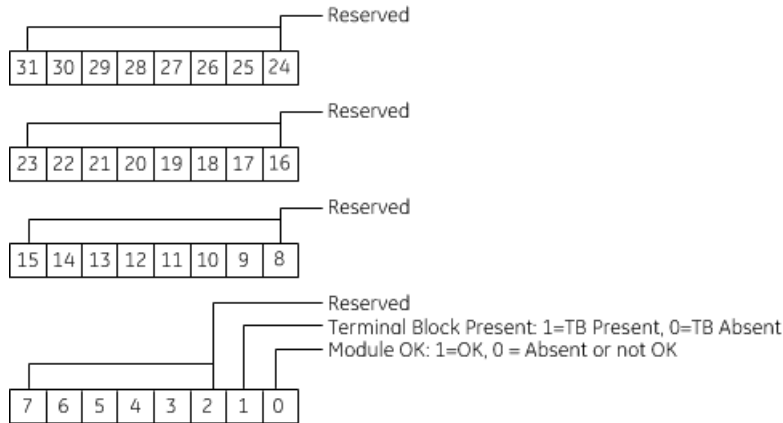 Reserved
31 30 29 28 27 26 25 24
Reserved
23 22 21 20 19 18 17 16
Reserved
15 14 13 12 11 10 9 8
Reserved
Terminal Block Present: 1=TB Present, 0=TB Absent
Module OK: 1=OK, 0 = Absent or not OK
7 6 5 4 3 2 1 0